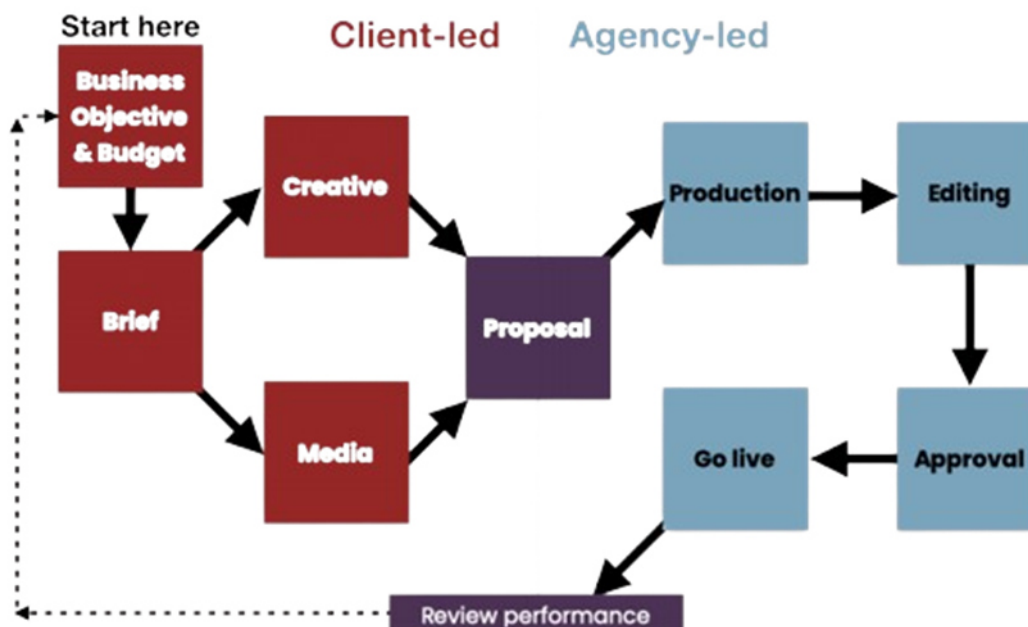 Start here
Client-led
Agency-led
Business
Objective
& Budget
Creative
Production
Editing
Brief
Proposal
Media
Go live
Approval
Review performance